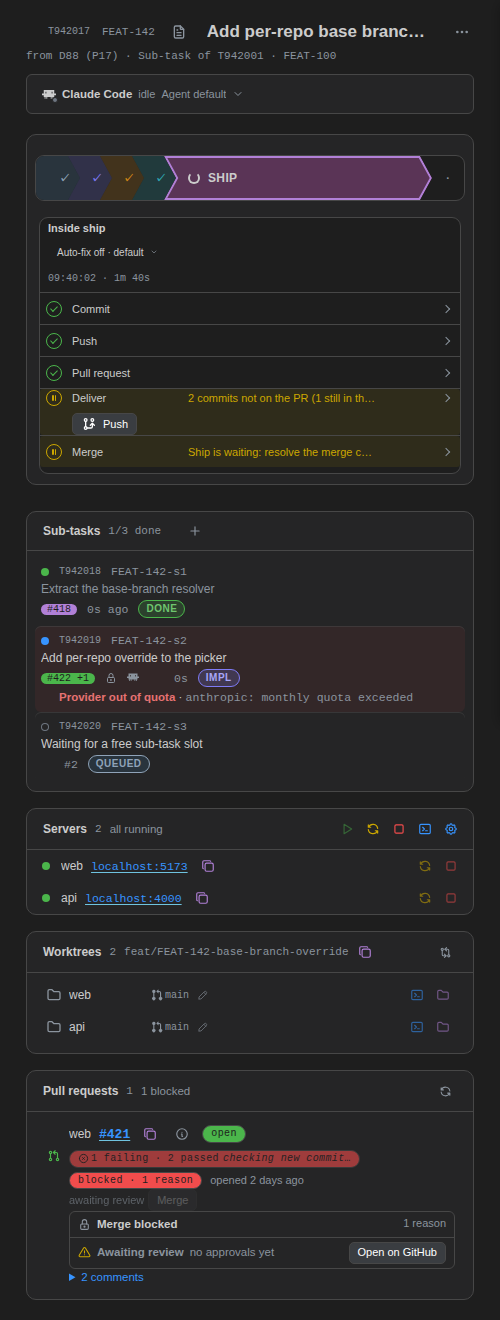 T942017 FEAT-142 Add per-repo base branc…
from D88 (P17) · Sub-task of T942001 · FEAT-100
Claude Code idle Agent default
SHIP
Inside ship
Auto-fix off · default
09:40:02 · 1m 40s
Commit
Push
Pull request
Deliver 2 commits not on the PR (1 still in th…
Push
Merge Ship is waiting: resolve the merge c…
Sub-tasks 1/3 done
T942018 FEAT-142-s1
Extract the base-branch resolver
#418 0s ago DONE
T942019 FEAT-142-s2
Add per-repo override to the picker
#422 +1 0s IMPL
Provider out of quota · anthropic: monthly quota exceeded
T942020 FEAT-142-s3
Waiting for a free sub-task slot
#2 QUEUED
Servers 2 all running
web localhost:5173
api localhost:4000
Worktrees 2 feat/FEAT-142-base-branch-override
web main
api main
Pull requests 1 1 blocked
web #421 open
1 failing · 2 passed checking new commit…
blocked · 1 reason opened 2 days ago
awaiting review Merge
Merge blocked 1 reason
Awaiting review no approvals yet Open on GitHub
2 comments